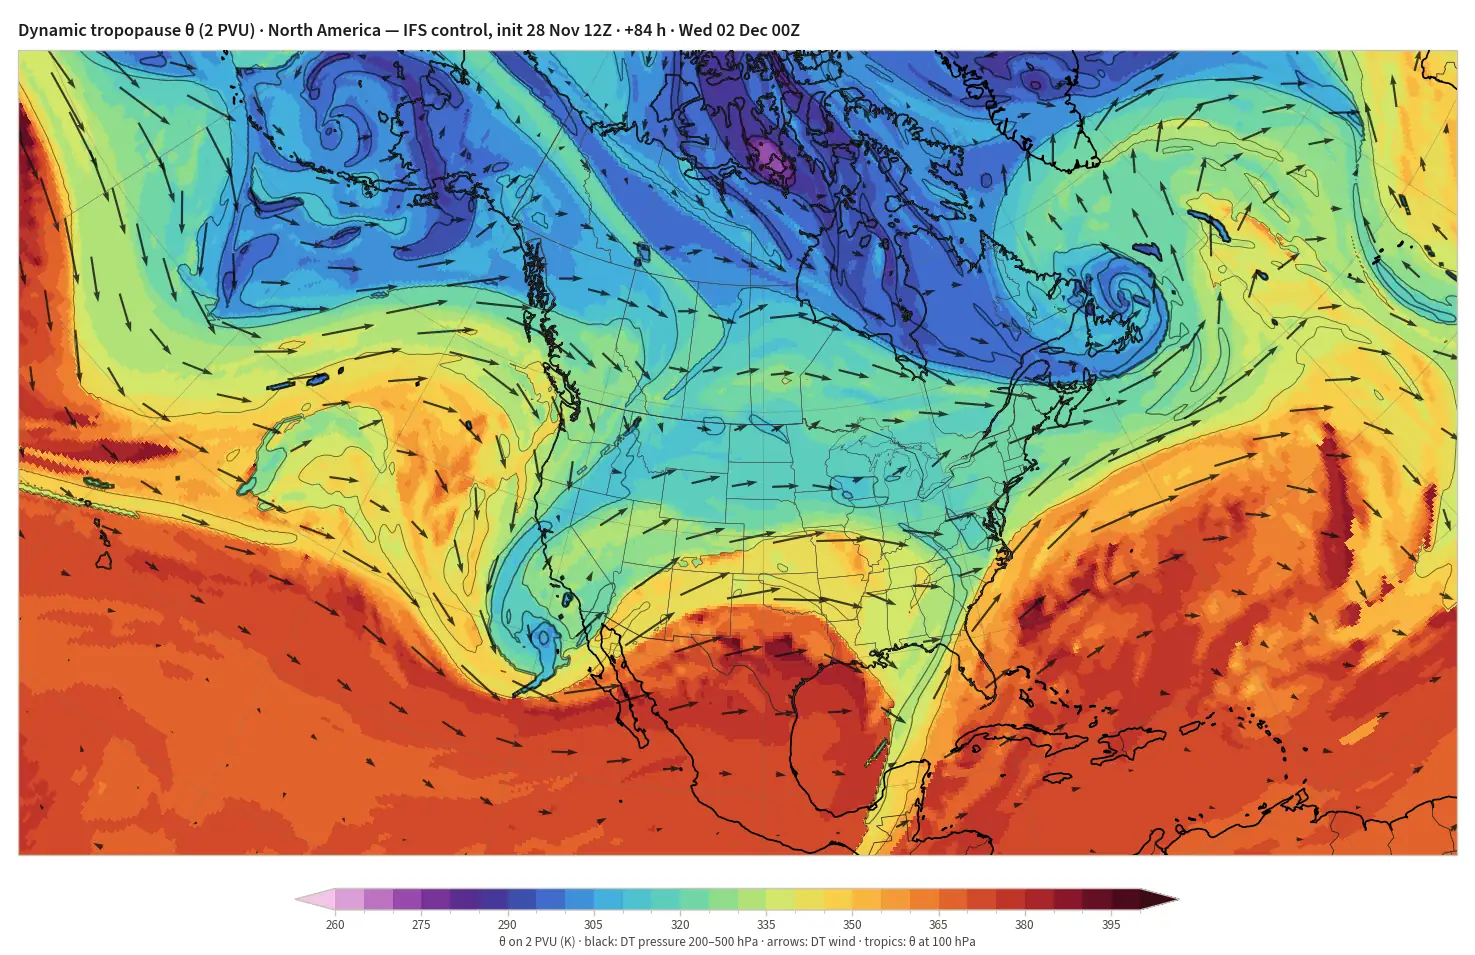 Dynamic tropopause θ (2 PVU) · North America — IFS control, init 28 Nov 12Z · +84 h · Wed 02 Dec 00Z
260 275 290 305 320 335 350 365 380 395
θ on 2 PVU (K) · black: DT pressure 200–500 hPa · arrows: DT wind · tropics: θ at 100 hPa